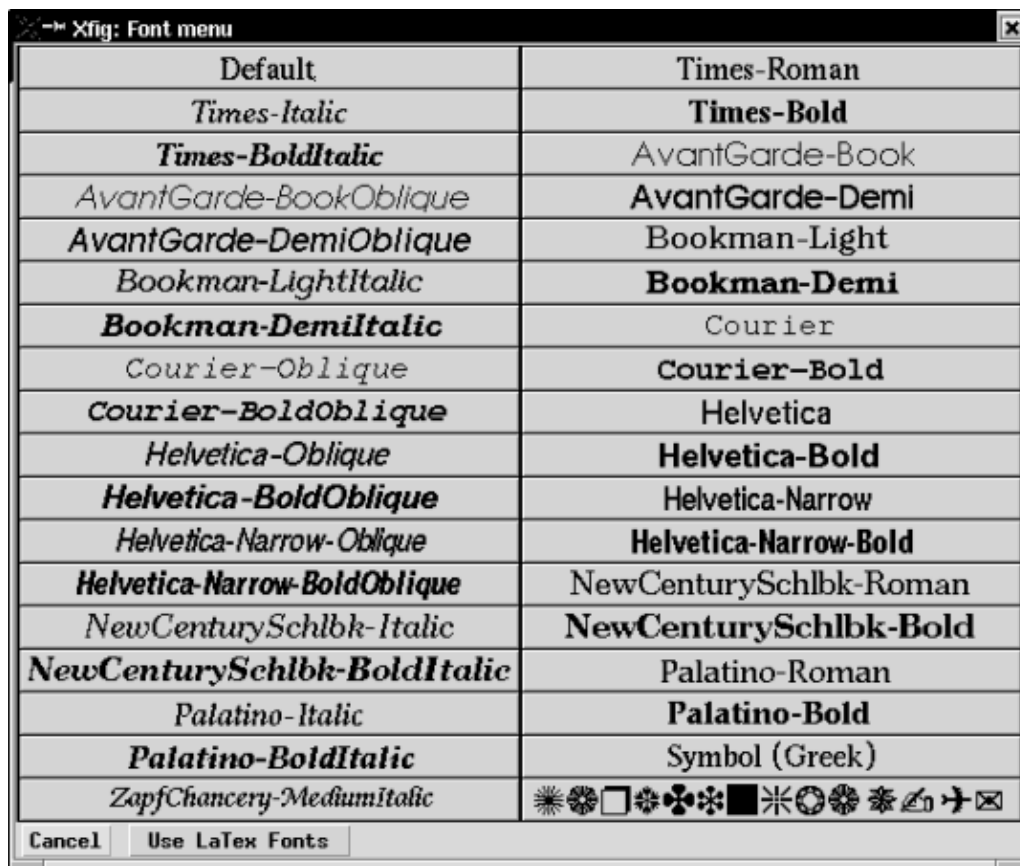 Xfig: Font menu
Default Times-Roman
Times-Italic Times-Bold
Times-BoldItalic AvantGarde-Book
AvantGarde-BookOblique AvantGarde-Demi
AvantGarde-DemiOblique Bookman-Light
Bookman-LightItalic Bookman-Demi
Bookman-DemiItalic Courier
Courier-Oblique Courier-Bold
Courier-BoldOblique Helvetica
Helvetica-Oblique Helvetica-Bold
Helvetica-BoldOblique Helvetica-Narrow
Helvetica-Narrow-Oblique Helvetica-Narrow-Bold
Helvetica-Narrow-BoldOblique NewCenturySchlbk-Roman
NewCenturySchlbk-Italic NewCenturySchlbk-Bold
NewCenturySchlbk-BoldItalic Palatino-Roman
Palatino-Italic Palatino-Bold
Palatino-BoldItalic Symbol (Greek)
ZapfChancery-MediumItalic
Cancel Use LaTex Fonts